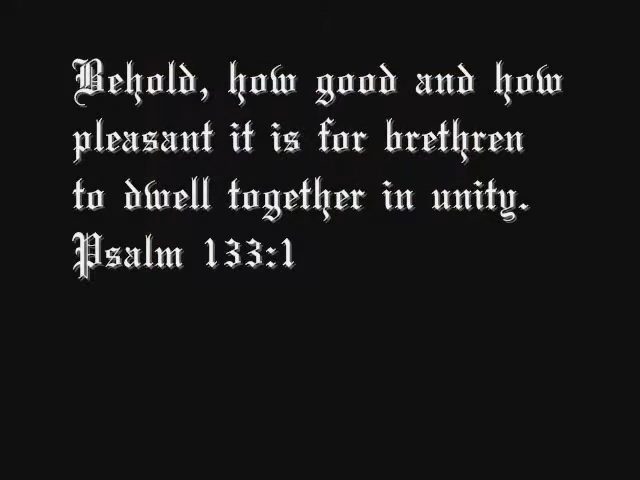 Behold, how good and how
pleasant it is for brethren
to dwell together in unity.
Psalm 133:1